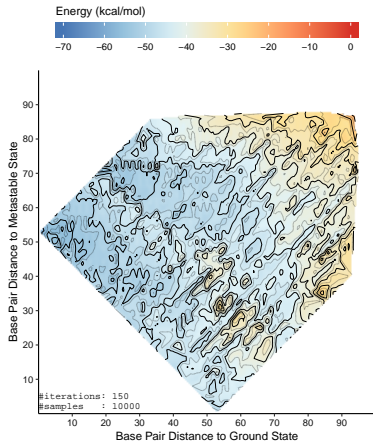 Energy (kcal/mol)
-70 -60 -50 -40 -30 -20 -10 0
90
80
70
60
50
40
30
20
10
Base Pair Distance to Metastable State
#iterations: 150
#samples   : 10000
10 20 30 40 50 60 70 80 90
Base Pair Distance to Ground State